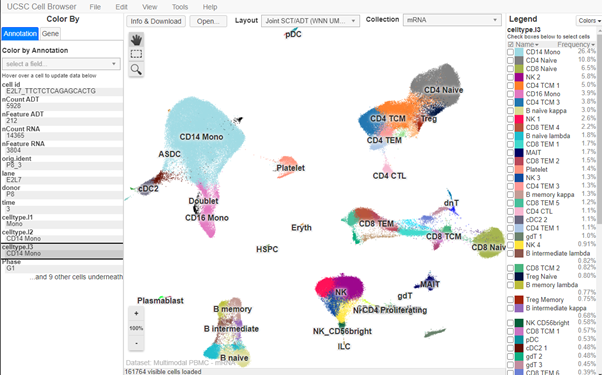 UCSC Cell Browser File Edit View Tools Help
Color By
Annotation Gene
Color by Annotation
select a field...
Hover over a cell to update data below
cell id
E2L7_TTCTCTCAGAGCACTG
nCount ADT
5928
nFeature ADT
212
nCount RNA
14365
nFeature RNA
3804
orig.ident
P8_3
lane
E2L7
donor
P8
time
3
celltype.l1
Mono
celltype.l2
CD14 Mono
celltype.l3
CD14 Mono
Phase
G1
...and 9 other cells underneath
Info & Download Open... Layout Joint SCT/ADT (WNN UM... Collection mRNA
pDC
CD4 Naive
CD4 TCM
Treg
CD14 Mono
CD4 TEM
ASDC
Platelet
CD4 CTL
cDC2
Doublet
CD16 Mono
dnT
Eryth
CD8 TEM
CD8 TCM
CD8 Naive
HSPC
MAIT
NK
gdT
Plasmablast
B memory
NK CD4 Proliferating
B intermediate
NK_CD56bright
ILC
B naive
+
100%
-
Dataset: Multimodal PBMC - mRNA
161764 visible cells loaded
Legend Colors
celltype.l3
Check boxes below to select cells
Name Frequency
CD14 Mono 26.4%
CD4 Naive 10.8%
CD8 Naive 6.5%
NK 2 5.8%
CD4 TCM 1 5.0%
CD16 Mono 3.9%
CD4 TCM 3 3.8%
B naive kappa 3.0%
NK 1 2.6%
CD8 TEM 4 2.2%
B naive lambda 1.8%
CD8 TEM 1 1.7%
MAIT 1.7%
CD8 TEM 2 1.5%
Platelet 1.4%
NK 3 1.3%
CD4 TEM 3 1.3%
B memory kappa 1.3%
CD8 TEM 5 1.2%
CD4 CTL 1.1%
cDC2 2 1.1%
CD4 TEM 1 1.1%
gdT 1 1.0%
NK 4 0.91%
B intermediate lambda
0.82%
CD8 TCM 2 0.82%
Treg Naive 0.80%
B memory lambda
0.77%
Treg Memory 0.75%
B intermediate kappa
0.68%
NK CD56bright 0.58%
CD8 TCM 1 0.57%
pDC 0.53%
cDC2 1 0.48%
gdT 2 0.48%
gdT 3 0.45%
CD8 TEM 6 0.39%